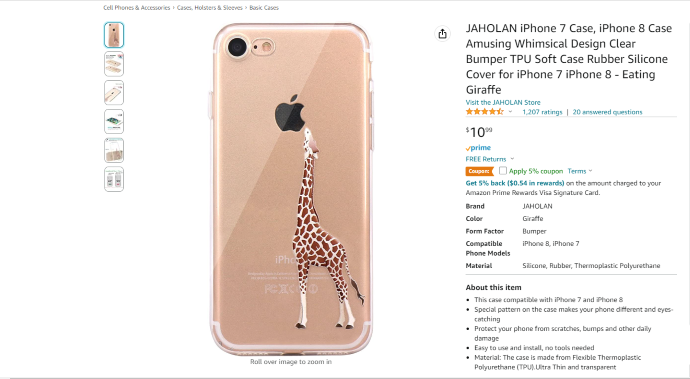 Cell Phones & Accessories › Cases, Holsters & Sleeves › Basic Cases
JAHOLAN iPhone 7 Case, iPhone 8 Case
Amusing Whimsical Design Clear
Bumper TPU Soft Case Rubber Silicone
Cover for iPhone 7 iPhone 8 - Eating
Giraffe
Visit the JAHOLAN Store
1,207 ratings | 20 answered questions
$10⁹⁹
prime
FREE Returns
Coupon Apply 5% coupon Terms
Get 5% back ($0.54 in rewards) on the amount charged to your
Amazon Prime Rewards Visa Signature Card.
Brand JAHOLAN
Color Giraffe
Form Factor Bumper
Compatible iPhone 8, iPhone 7
Phone Models
Material Silicone, Rubber, Thermoplastic Polyurethane
About this item
• This case compatible with iPhone 7 and iPhone 8
• Special pattern on the case makes your phone different and eyes-
catching
• Protect your phone from scratches, bumps and other daily
damage
• Easy to use and install, no tools needed
• Material: The case is made from Flexible Thermoplastic
Polyurethane (TPU).Ultra Thin and transparent
iPho
Roll over image to zoom in